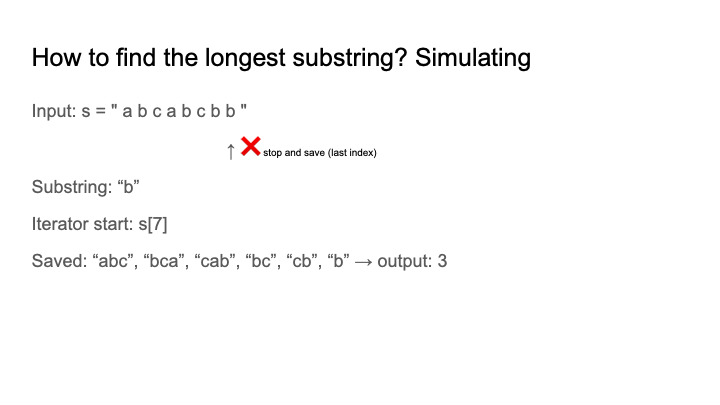 How to find the longest substring? Simulating
Input: s = " a b c a b c b b "
↑ ❌ stop and save (last index)
Substring: “b”
Iterator start: s[7]
Saved: “abc”, “bca”, “cab”, “bc”, “cb”, “b” → output: 3